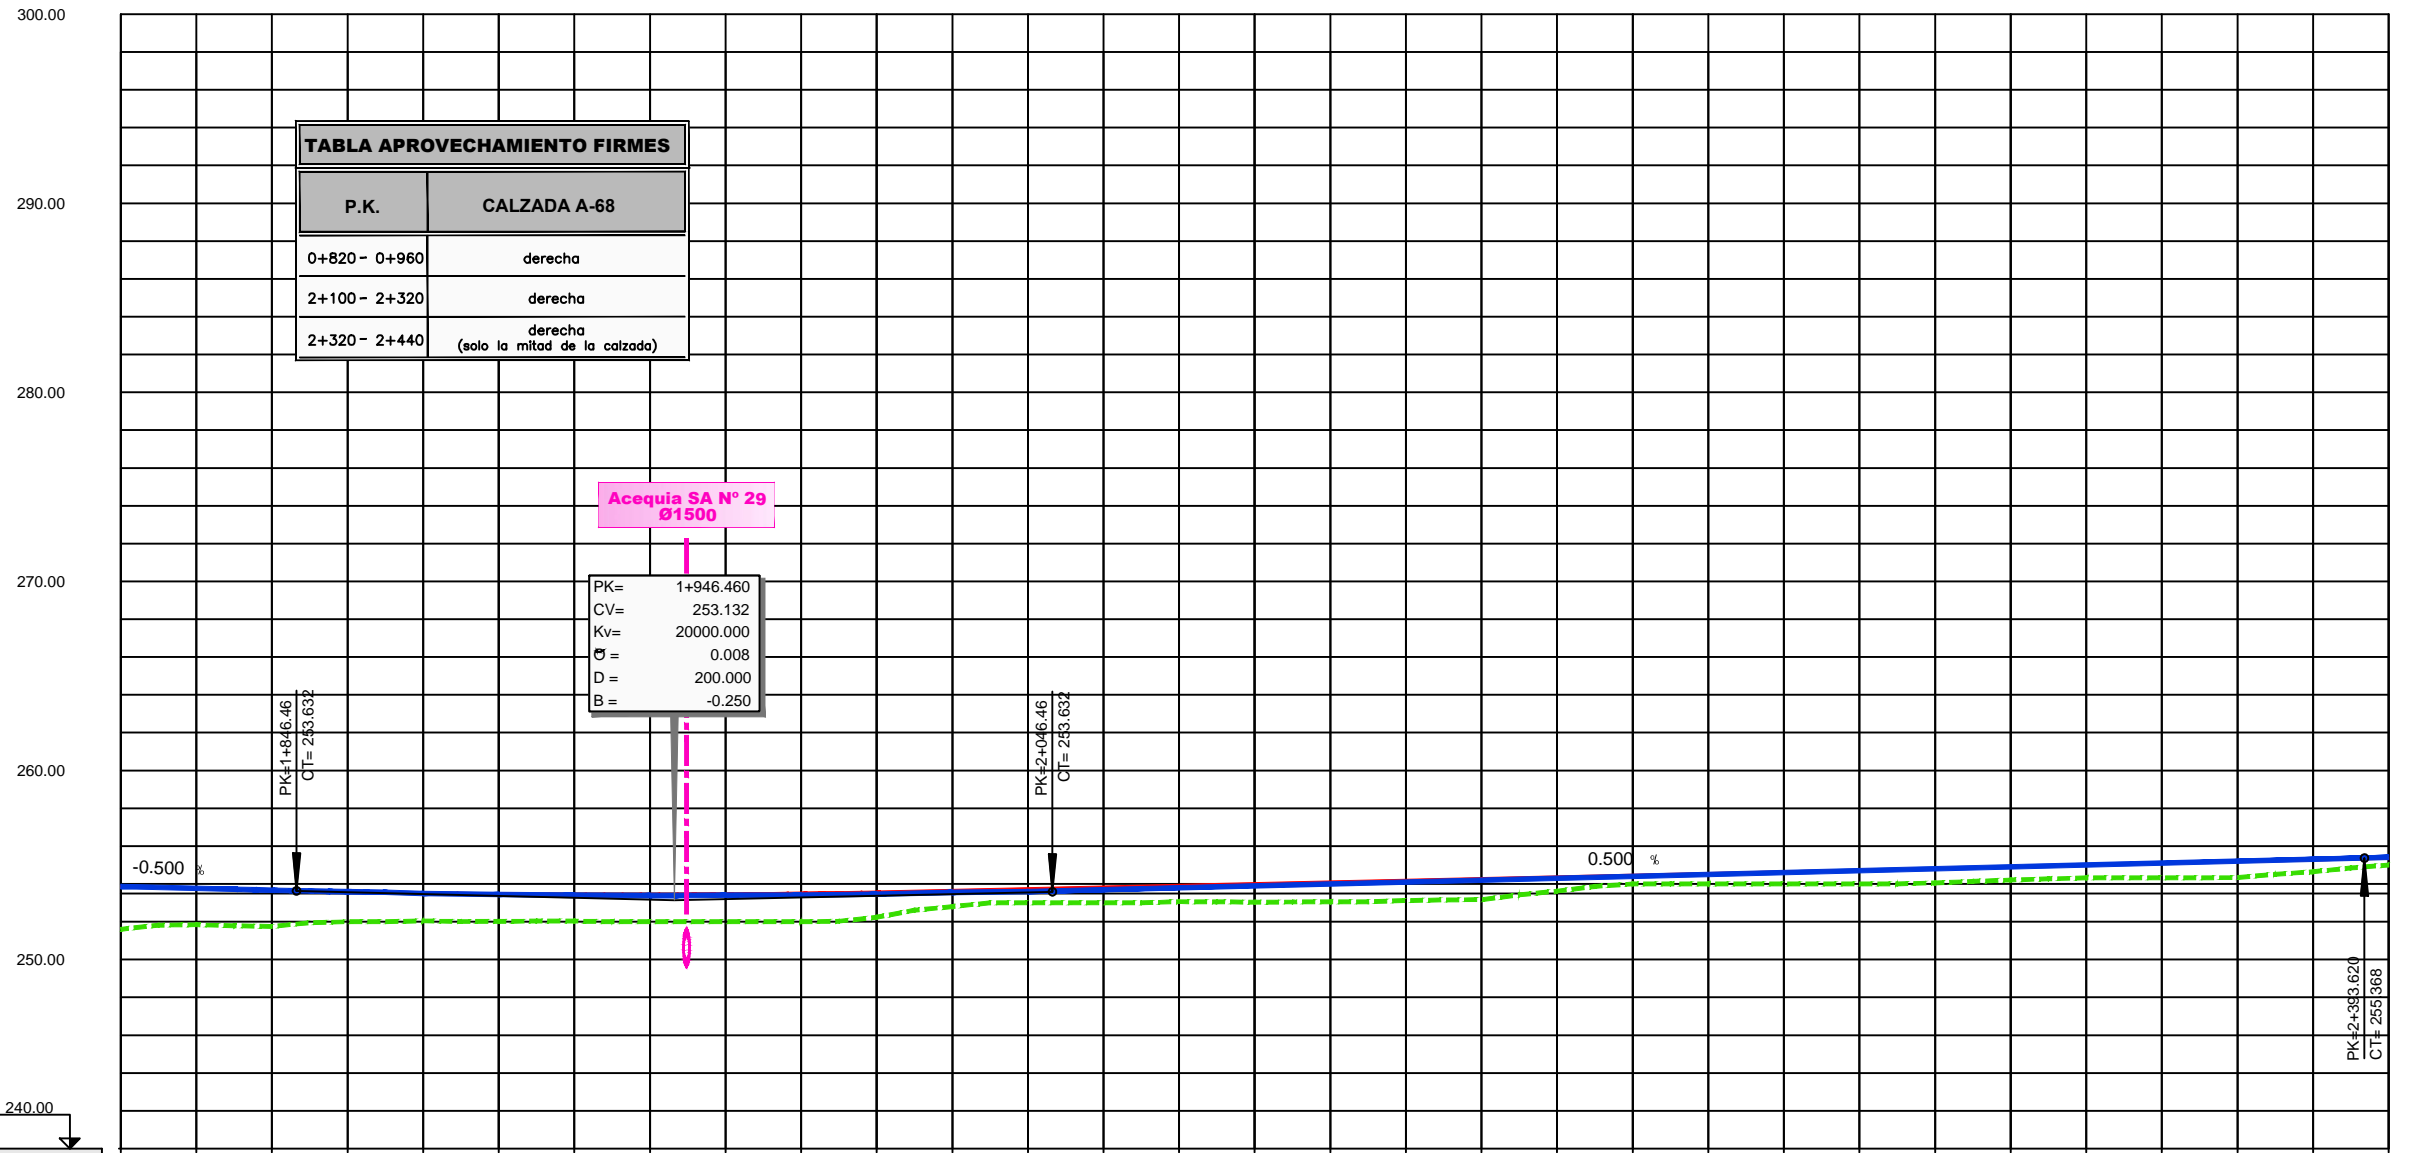 300.00
TABLA APROVECHAMIENTO FIRMES
P.K. CALZADA A-68
290.00
0+820- 0+960 derecha
2+100- 2+320 derecha
2+320- 2+440 derecha
(solo la mitad de la calzada)
280.00
Acequia SA Nº 29
Ø1500
270.00
PK= 1+946.460
CV= 253.132
Kv= 20000.000
= 0.008
D = 200.000
B = -0.250
PK=1+846.46
CT= 253.632
PK=2+046.46
CT= 253.632
260.00
-0.500 %
0.500 %
250.00
PK=2+393.620
CT= 255.368
240.00